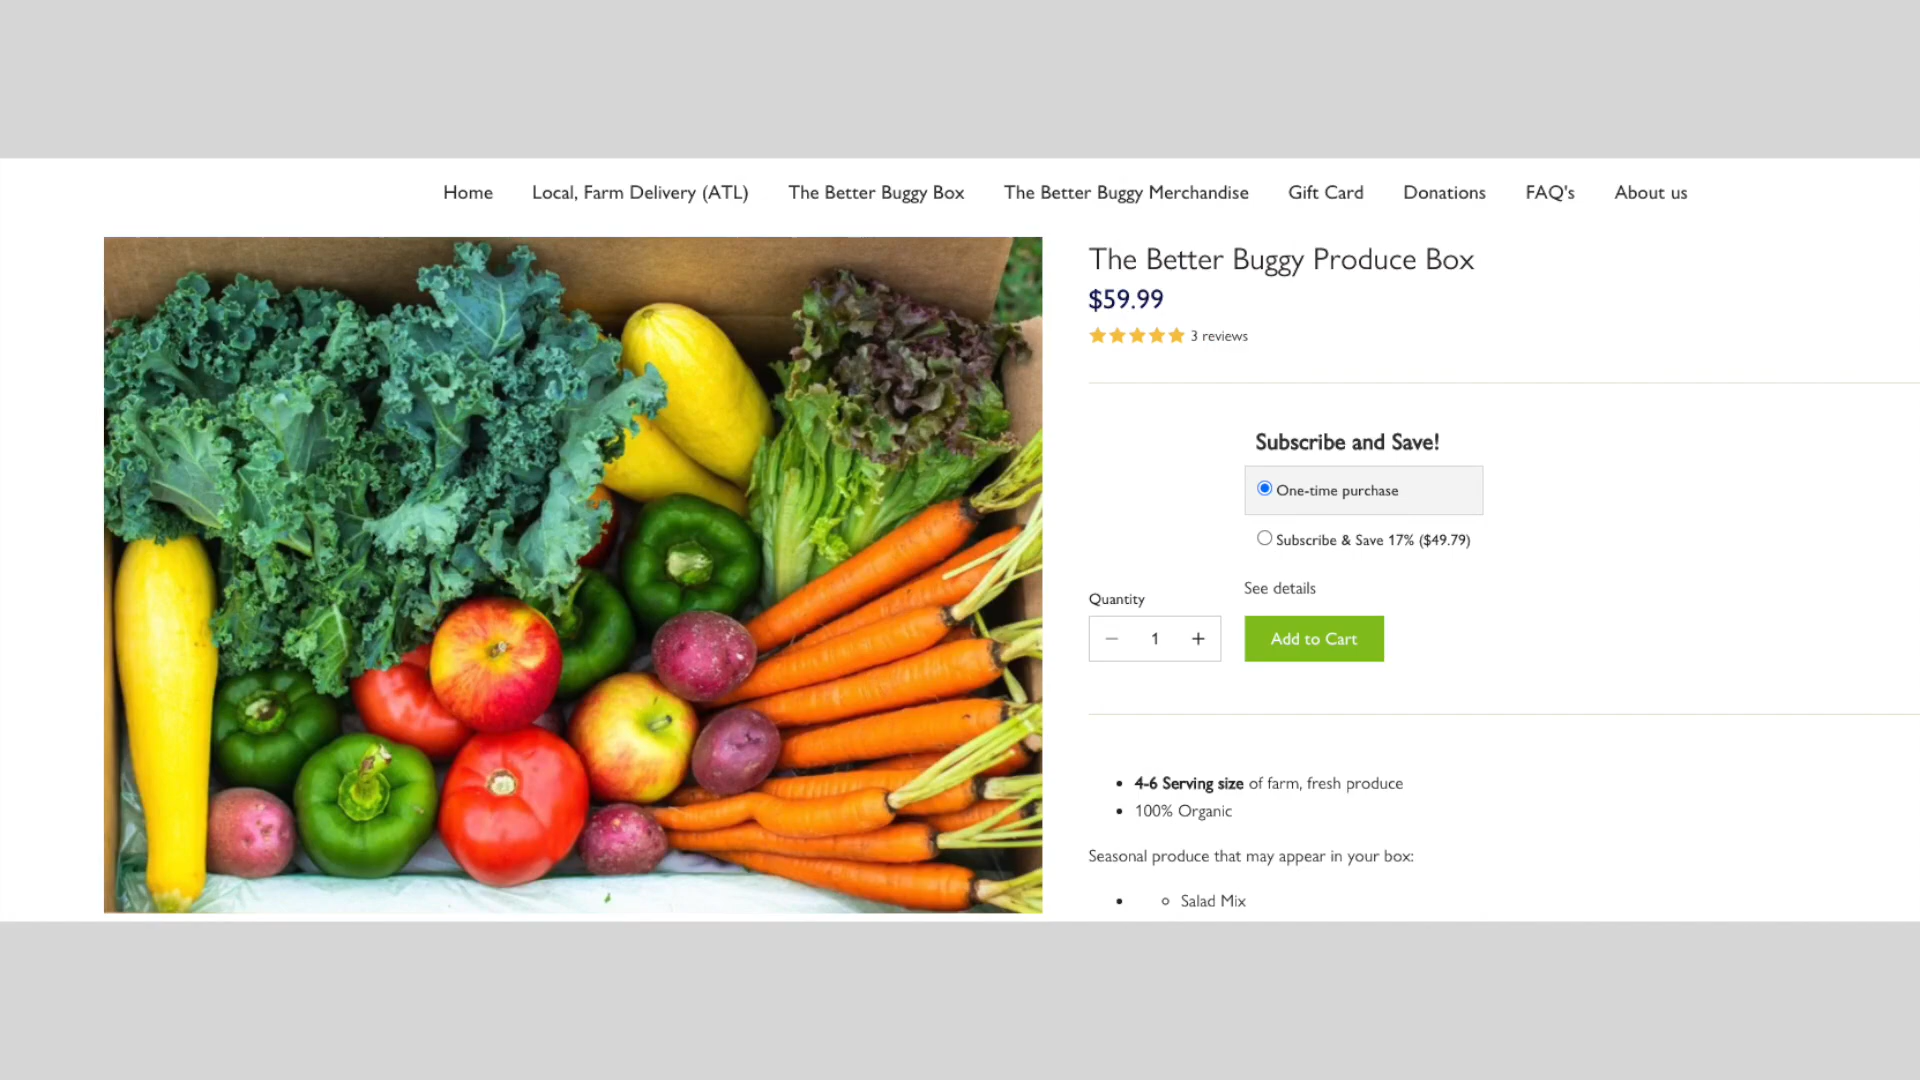 Home Local, Farm Delivery (ATL) The Better Buggy Box The Better Buggy Merchandise Gift Card Donations FAQ's About us
The Better Buggy Produce Box
$59.99
3 reviews
Subscribe and Save!
One-time purchase
Subscribe & Save 17% ($49.79)
See details
Quantity
− 1 +
Add to Cart
• 4-6 Serving size of farm, fresh produce
• 100% Organic
Seasonal produce that may appear in your box:
• ○ Salad Mix